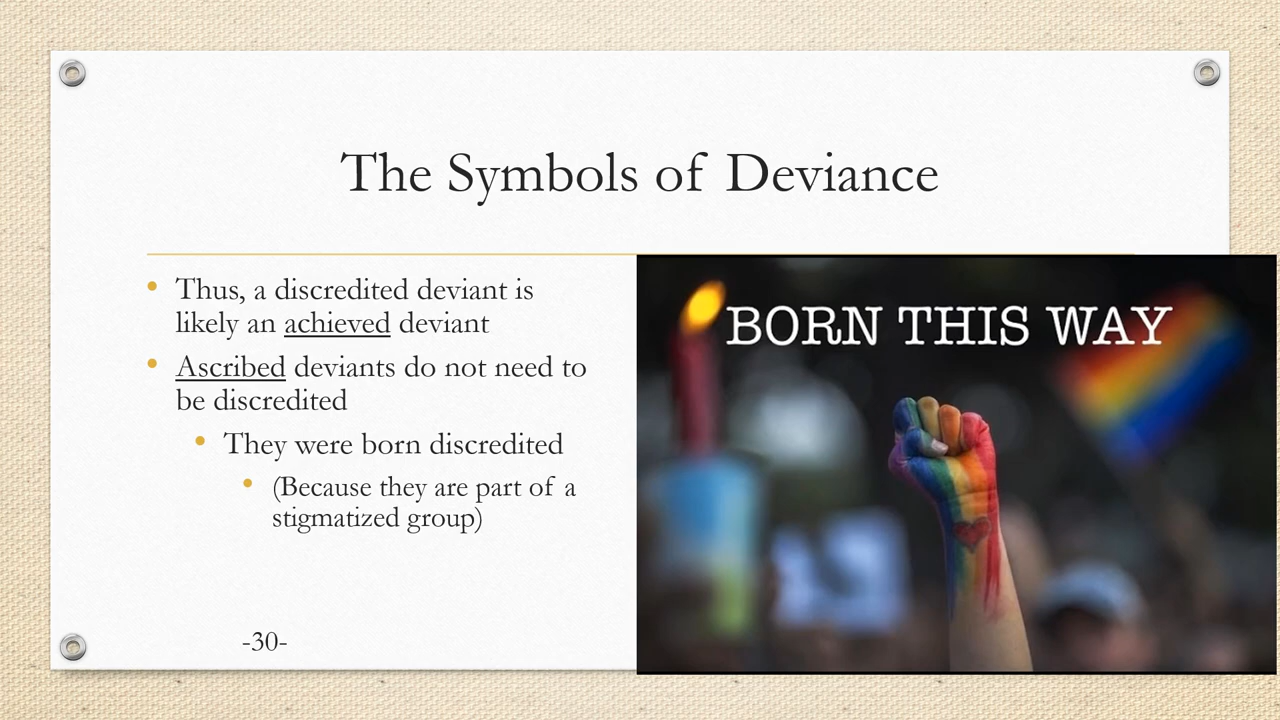 The Symbols of Deviance
• Thus, a discredited deviant is
likely an achieved deviant
• Ascribed deviants do not need to
be discredited
• They were born discredited
• (Because they are part of a
stigmatized group)
-30-
BORN THIS WAY